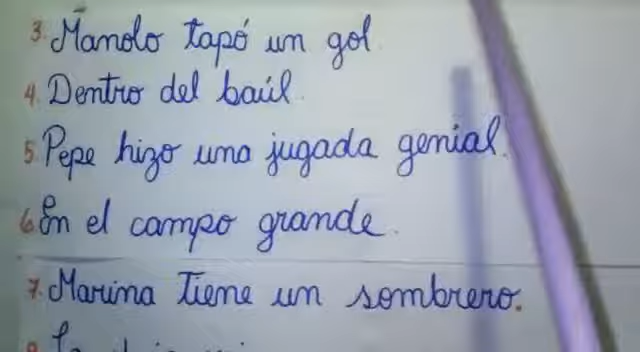 3. Manolo tapó un gol
4. Dentro del baúl.
5. Pepe hizo una jugada genial.
6. En el campo grande.
7. Marina tiene un sombrero.